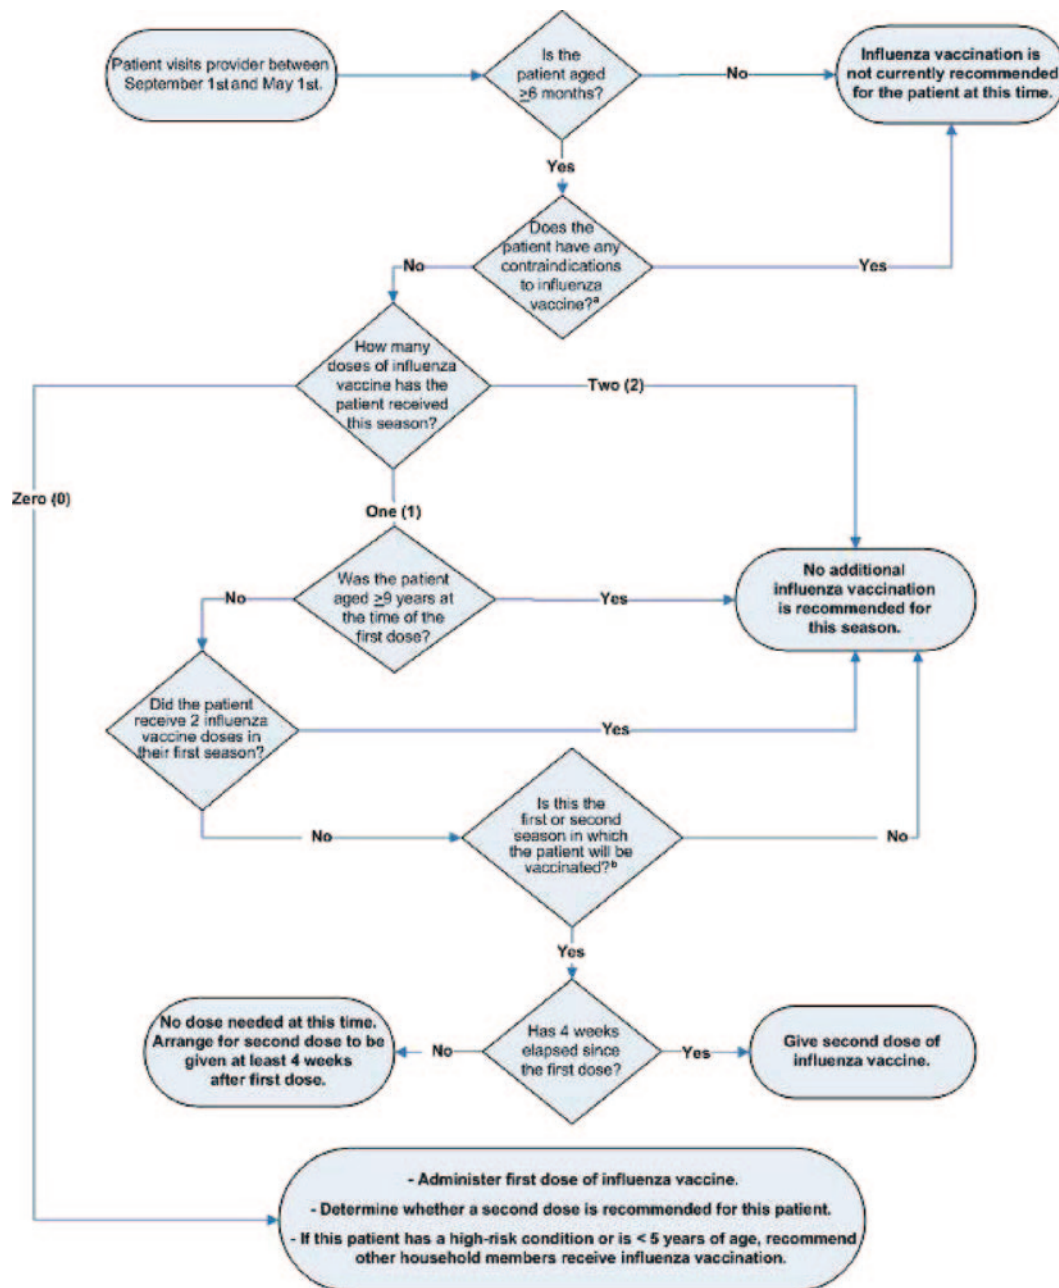 Patient visits provider between
September 1st and May 1st.
Is the
patient aged
≥6 months?
No
Influenza vaccination is
not currently recommended
for the patient at this time.
Yes
Does the
patient have any
contraindications
to influenza
vaccine?ᵃ
No
Yes
How many
doses of influenza
vaccine has the
patient received
this season?
Two (2)
Zero (0)
One (1)
Was the patient
aged ≥9 years at
the time of the
first dose?
No
Yes
No additional
influenza vaccination
is recommended for
this season.
Did the patient
receive 2 influenza
vaccine doses in
their first season?
Yes
No
Is this the
first or second
season in which
the patient will be
vaccinated?ᵇ
No
Yes
No dose needed at this time.
Arrange for second dose to be
given at least 4 weeks
after first dose.
No
Has 4 weeks
elapsed since
the first dose?
Yes
Give second dose of
influenza vaccine.
- Administer first dose of influenza vaccine.
- Determine whether a second dose is recommended for this patient.
- If this patient has a high-risk condition or is < 5 years of age, recommend
other household members receive influenza vaccination.